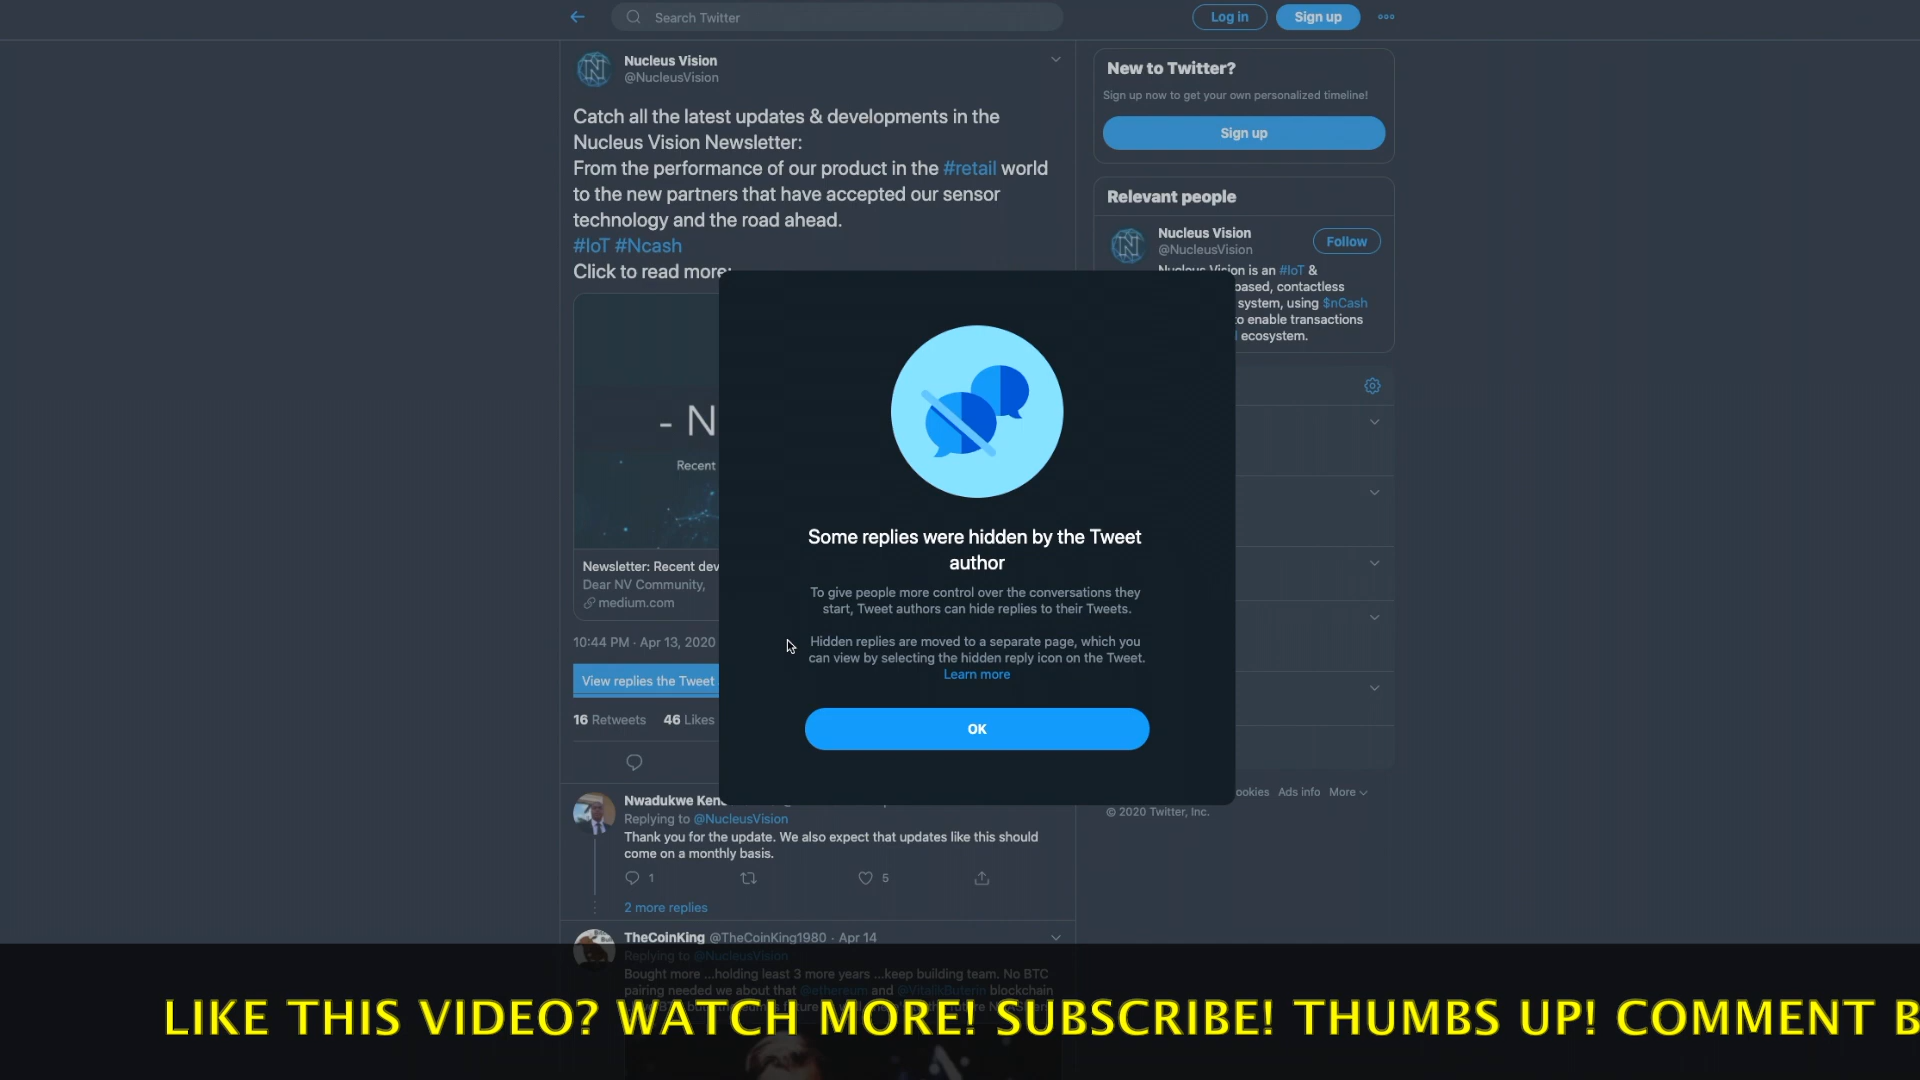 Search Twitter
Log in
Sign up
Nucleus Vision
@NucleusVision
Catch all the latest updates & developments in the
Nucleus Vision Newsletter:
From the performance of our product in the #retail world
to the new partners that have accepted our sensor
technology and the road ahead.
#IoT #Ncash
Click to read more:
- N
Recent
Newsletter: Recent dev
Dear NV Community,
medium.com
10:44 PM · Apr 13, 2020
View replies the Tweet
16 Retweets 46 Likes
Nwadukwe Ken
Replying to @NucleusVision
Thank you for the update. We also expect that updates like this should
come on a monthly basis.
1
5
2 more replies
TheCoinKing @TheCoinKing1980 · Apr 14
Replying to @NucleusVision
Bought more ...holding least 3 more years ...keep building team. No BTC
pairing needed we about that @ethereum and @VitalikButerin blockchain
New to Twitter?
Sign up now to get your own personalized timeline!
Sign up
Relevant people
Nucleus Vision
@NucleusVision
Follow
Nucleus Vision is an #IoT &
based, contactless
system, using $nCash
to enable transactions
ecosystem.
ookies Ads info More
© 2020 Twitter, Inc.
Some replies were hidden by the Tweet
author
To give people more control over the conversations they
start, Tweet authors can hide replies to their Tweets.
Hidden replies are moved to a separate page, which you
can view by selecting the hidden reply icon on the Tweet.
Learn more
OK
LIKE THIS VIDEO? WATCH MORE! SUBSCRIBE! THUMBS UP! COMMENT B